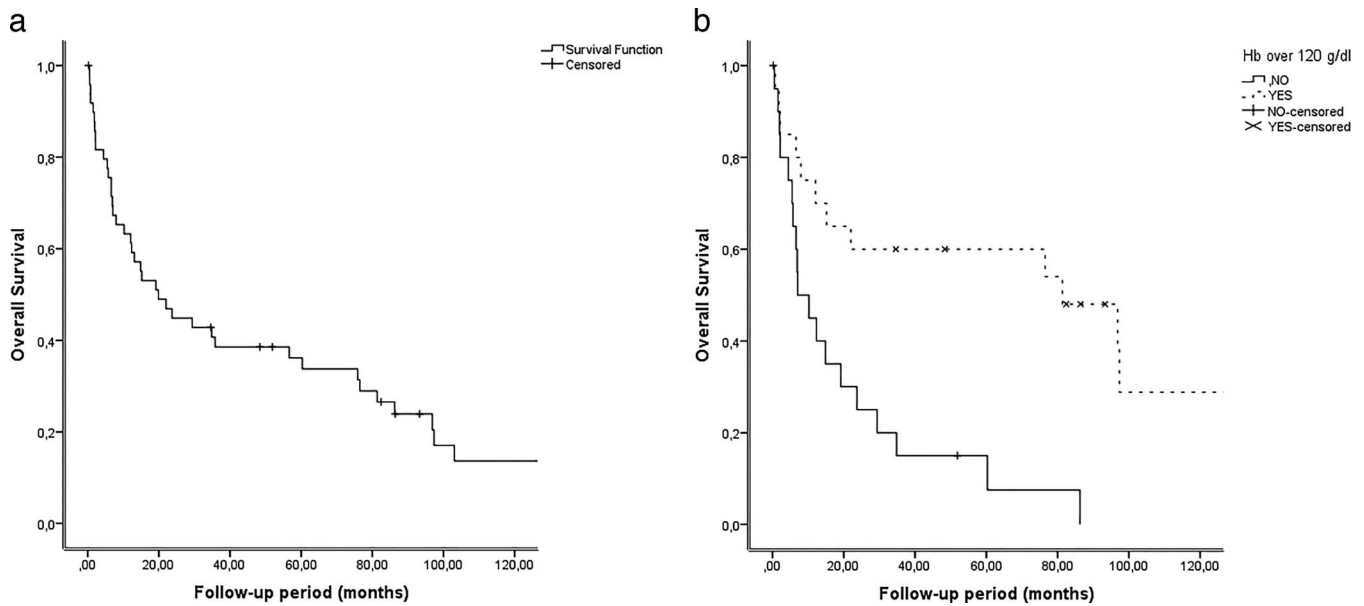 a
Survival Function
Censored
1,0
0,8
0,6
0,4
0,2
0,0
Overall Survival
,00 20,00 40,00 60,00 80,00 100,00 120,00
Follow-up period (months)
b
Hb over 120 g/dl
,NO
YES
NO-censored
YES-censored
1,0
0,8
0,6
0,4
0,2
0,0
Overall Survival
,00 20,00 40,00 60,00 80,00 100,00 120,00
Follow-up period (months)